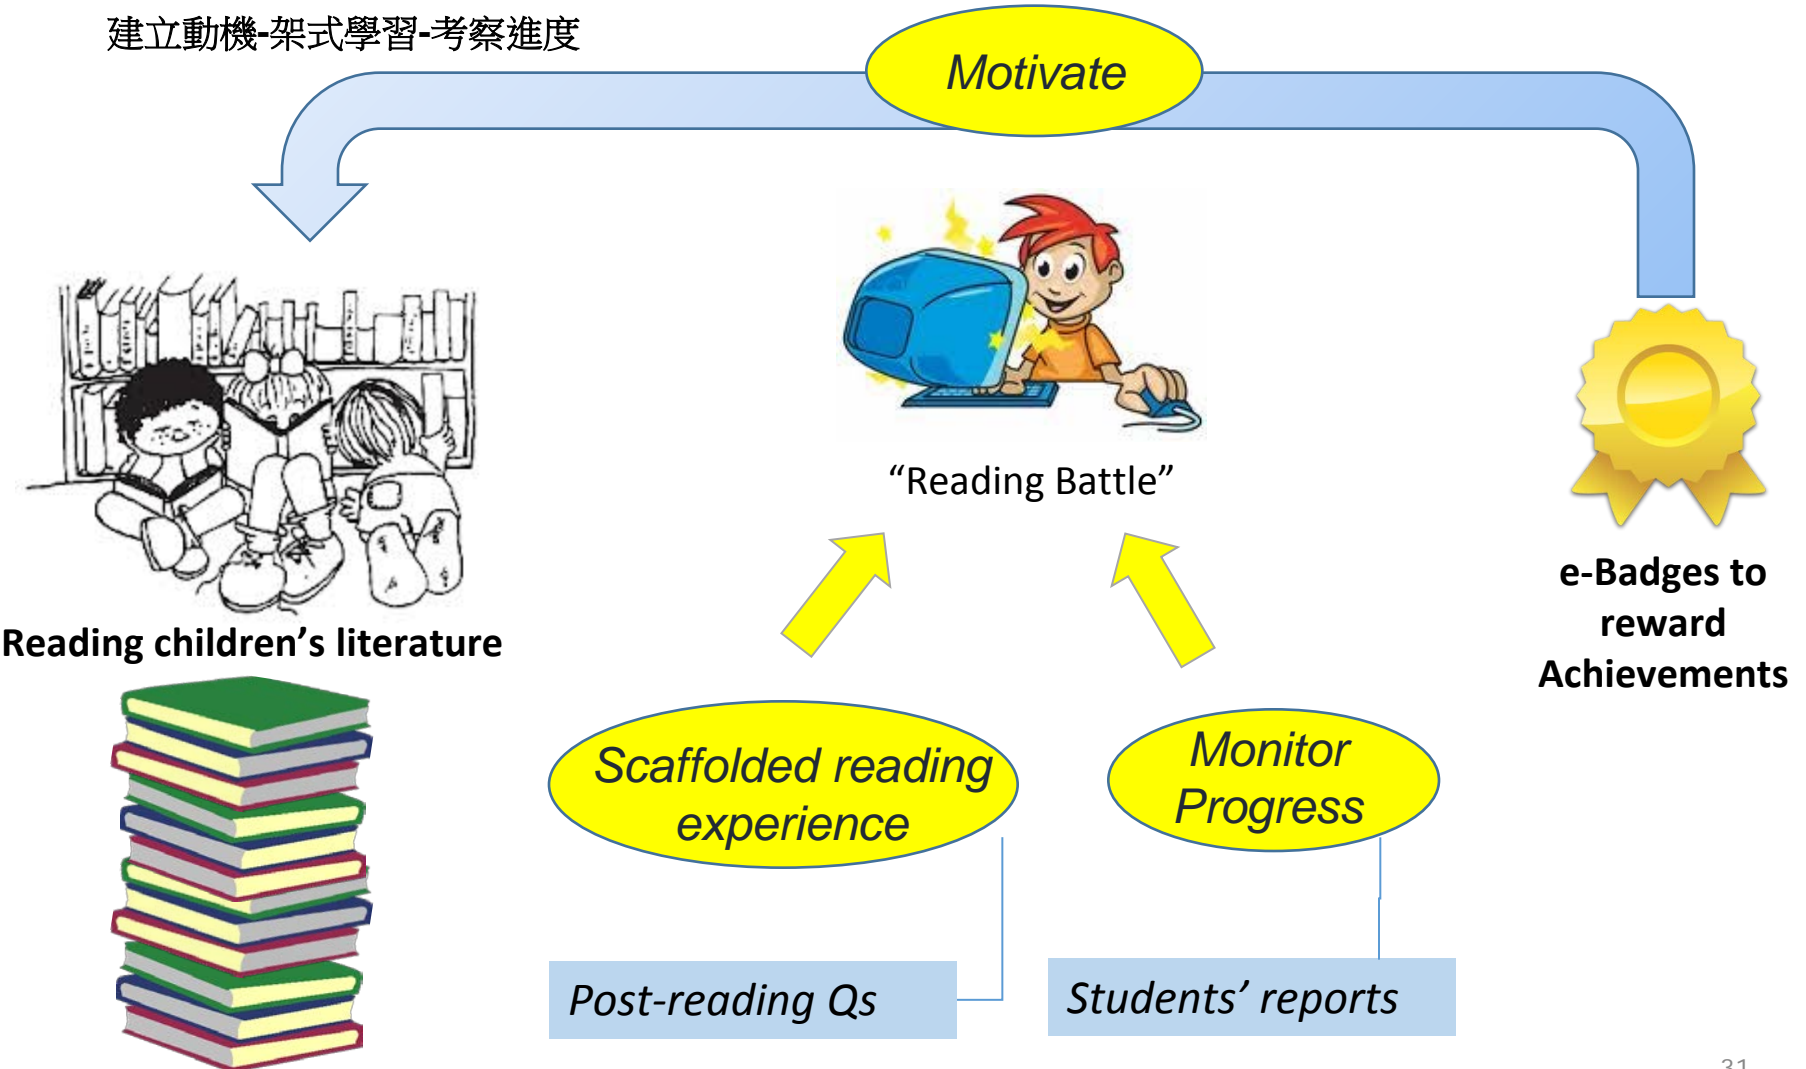 建立動機-架式學習-考察進度
Motivate
“Reading Battle”
Reading children’s literature
e-Badges to
reward
Achievements
Scaffolded reading
experience
Monitor
Progress
Post-reading Qs
Students’ reports
31